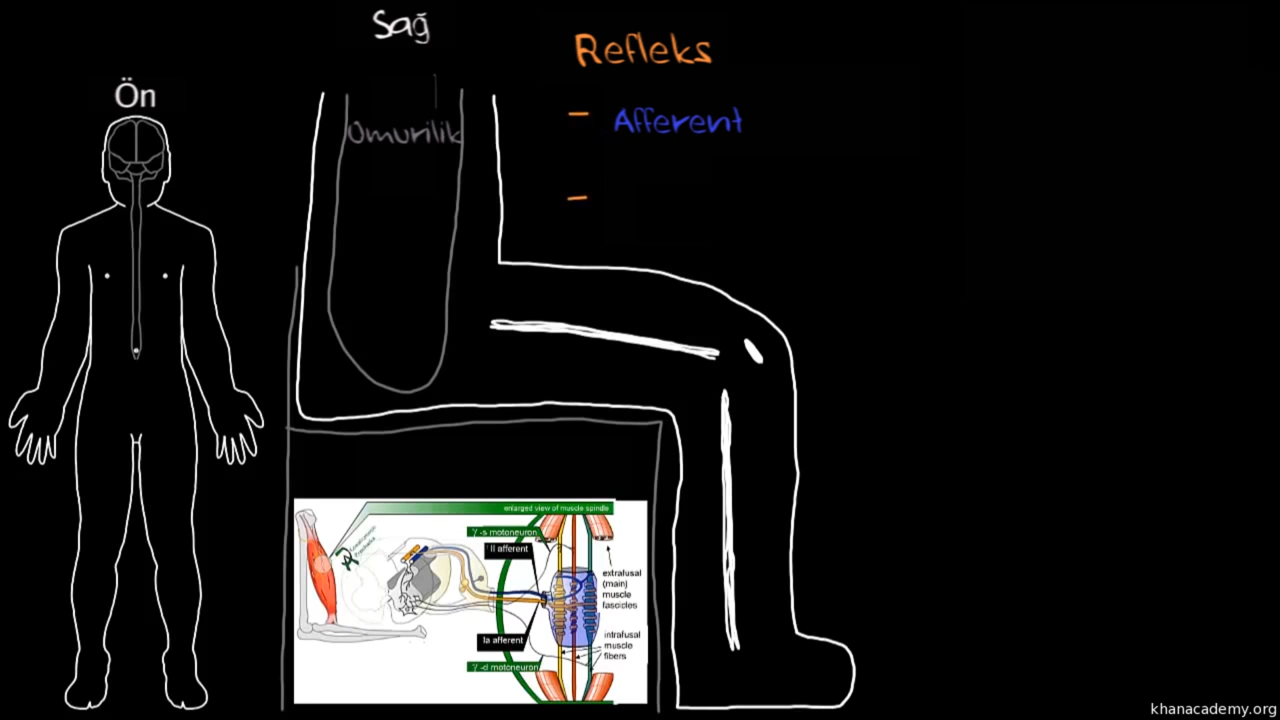 Sağ
Refleks
Ön
- Afferent
Omurilik
-
enlarged view of muscle spindle
γ -s motoneuron
II afferent
extrafusal
(main)
muscle
fascicles
Ia afferent
intrafusal
muscle
fibers
γ -d motoneuron
khanacademy.org